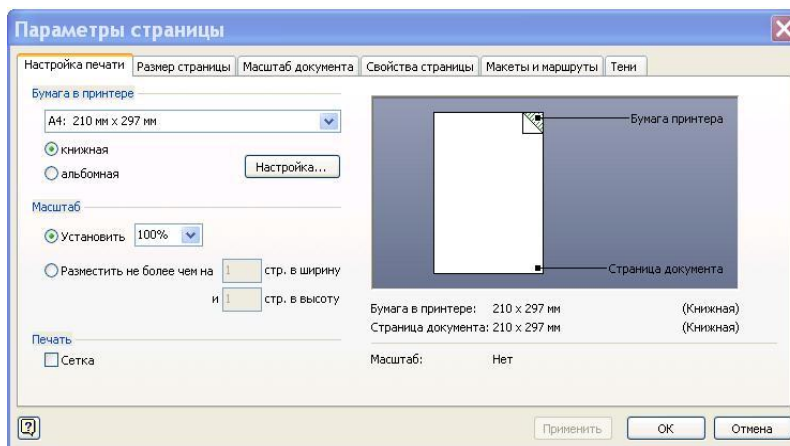 Параметры страницы
Настройка печати Размер страницы Масштаб документа Свойства страницы Макеты и маршруты Тени
Бумага в принтере
A4: 210 мм x 297 мм
книжная
альбомная
Настройка...
Масштаб
Установить 100%
Разместить не более чем на 1 стр. в ширину
и 1 стр. в высоту
Печать
Сетка
Бумага принтера
Страница документа
Бумага в принтере: 210 x 297 мм (Книжная)
Страница документа: 210 x 297 мм (Книжная)
Масштаб: Нет
? Применить OK Отмена